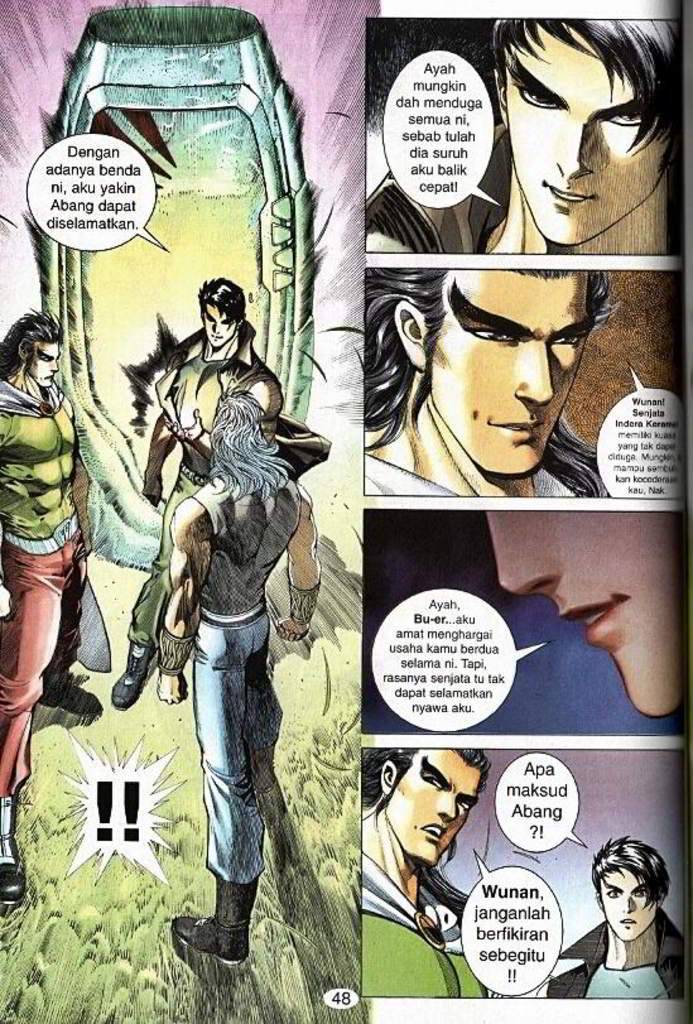 Dengan
adanya benda
ni, aku yakin
Abang dapat
diselamatkan.
!!
Ayah
mungkin
dah menduga
semua ni,
sebab tulah
dia suruh
aku balik
cepat!
Wunan!
Senjata
Indera Keramat
memiliki kuasa
yang tak dapat
diduga. Mungkin
mampu sembuh-
kan kecederaan
kau, Nak.
Ayah,
Bu-er...aku
amat menghargai
usaha kamu berdua
selama ni. Tapi,
rasanya senjata tu tak
dapat selamatkan
nyawa aku.
Apa
maksud
Abang
?!
Wunan,
janganlah
berfikiran
sebegitu
!!
48